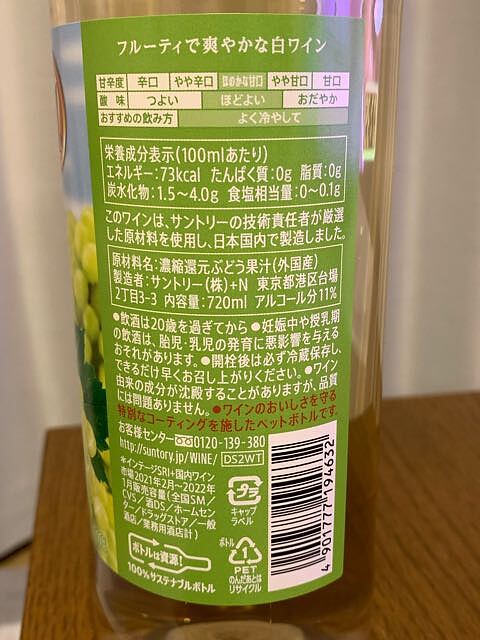 フルーティで爽やかな白ワイン
甘辛度 辛口 やや辛口 ほのかな甘口 やや甘口 甘口
酸味 つよい ほどよい おだやか
おすすめの飲み方 よく冷やして
栄養成分表示(100mlあたり)
エネルギー:73kcal たんぱく質:0g 脂質:0g
炭水化物:1.5~4.0g 食塩相当量:0~0.1g
このワインは、サントリーの技術責任者が厳選
した原材料を使用し、日本国内で製造しました。
原材料名:濃縮還元ぶどう果汁(外国産)
製造者:サントリー(株)+N 東京都港区台場
2丁目3-3 内容量:720ml アルコール分11%
●飲酒は20歳を過ぎてから ●妊娠中や授乳期
の飲酒は、胎児・乳児の発育に悪影響を与える
おそれがあります。●開栓後は必ず冷蔵保存し、
できるだけ早くお召し上がりください。●ワイン
由来の成分が沈殿することがありますが、品質
には問題ありません。●ワインのおいしさを守る
特別なコーティングを施したペットボトルです。
お客様センター 0120-139-380
http://suntory.jp/WINE/ DS2WT
*インテージSRI+国内ワイン
市場2021年2月~2022年
1月販売容量(全国SM/
CVS/酒DS/ホームセン
ター/ドラッグストア/一般
酒店/業務用酒店計)
プラ
キャップ
ラベル
ボトルは資源!
100%サステナブルボトル
ボトル
1
PET
のんだあとは
リサイクル
4 901777 194632